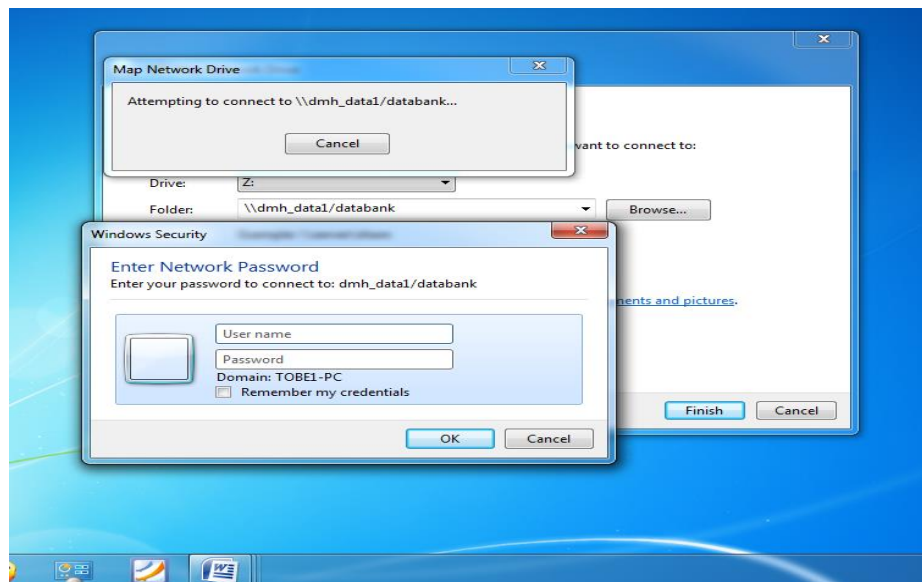 Map Network Drive
Attempting to connect to \\dmh_data1/databank...
Cancel
want to connect to:
Drive: Z:
Folder: \\dmh_data1/databank Browse...
Windows Security
Enter Network Password
Enter your password to connect to: dmh_data1/databank
and pictures.
User name
Password
Domain: TOBE1-PC
Remember my credentials
Finish Cancel
OK Cancel